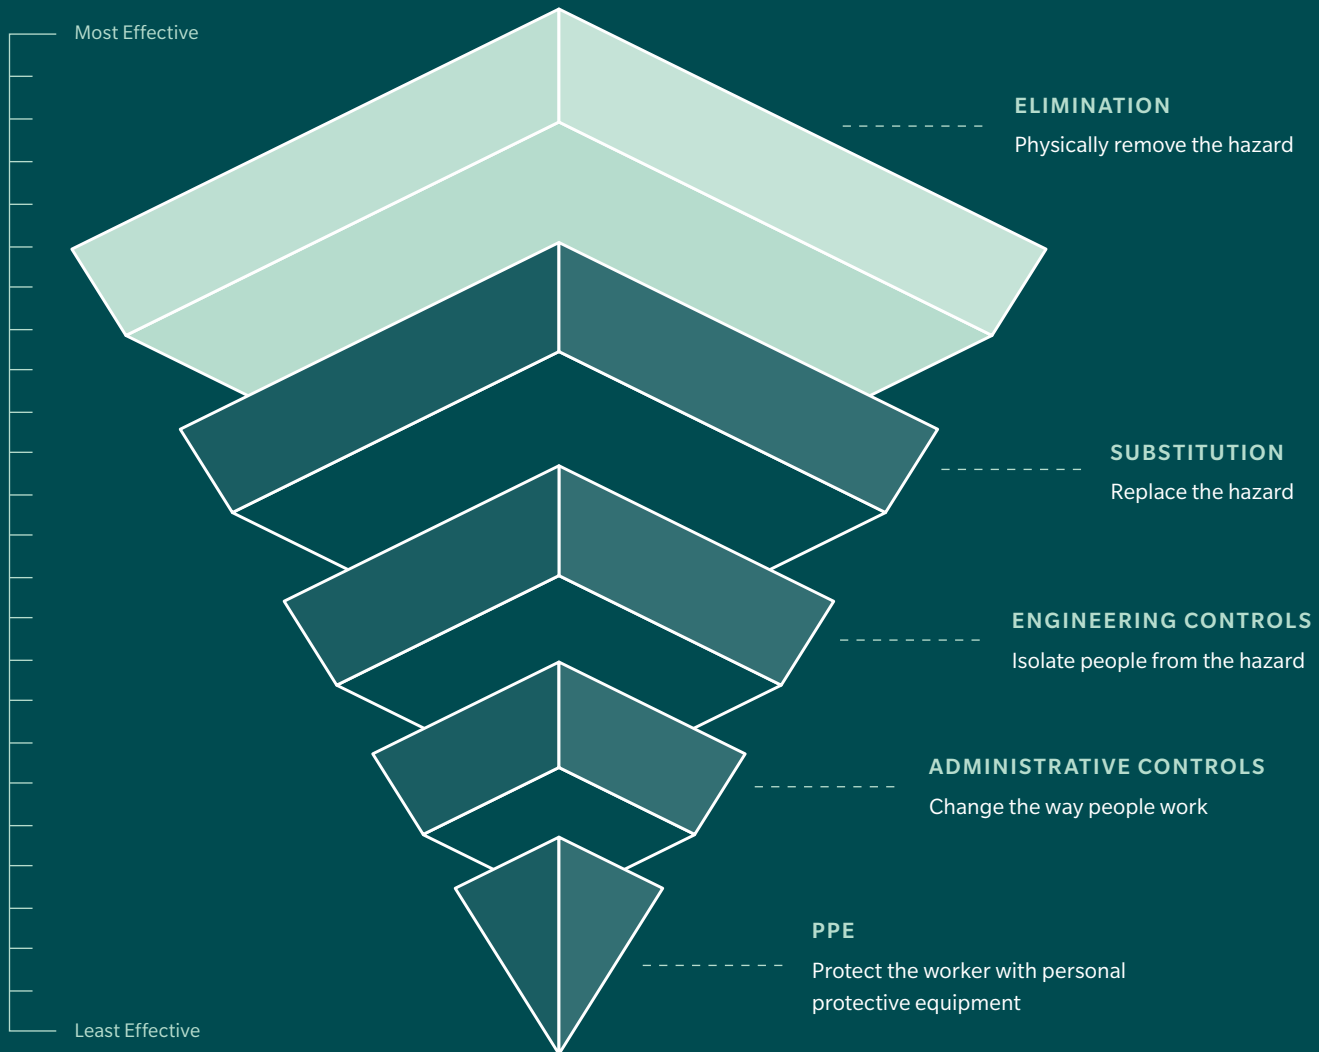 Most Effective
ELIMINATION
Physically remove the hazard
SUBSTITUTION
Replace the hazard
ENGINEERING CONTROLS
Isolate people from the hazard
ADMINISTRATIVE CONTROLS
Change the way people work
PPE
Protect the worker with personal
protective equipment
Least Effective